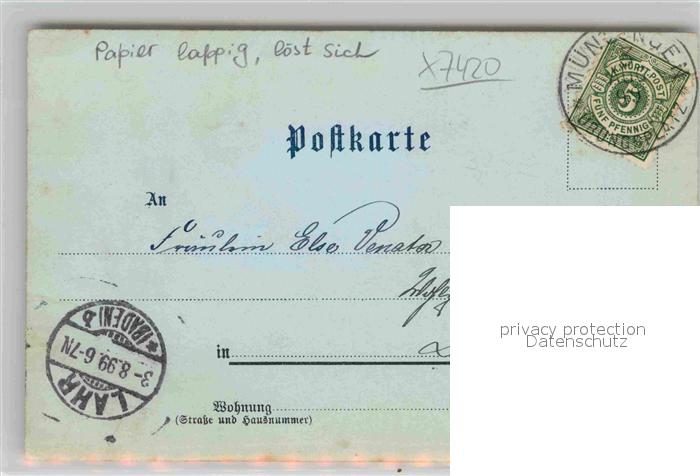 Papier lappig, löst sich
X7420
MÜNSINGEN
K. WÜRTT. POST
5
FÜNF PFENNIG
Postkarte
An
Fräulein Else Venator
privacy protection
Datenschutz
in
* (BADEN) b
3-8.99.6-7N.
LAHR
Wohnung
(Straße und Hausnummer)